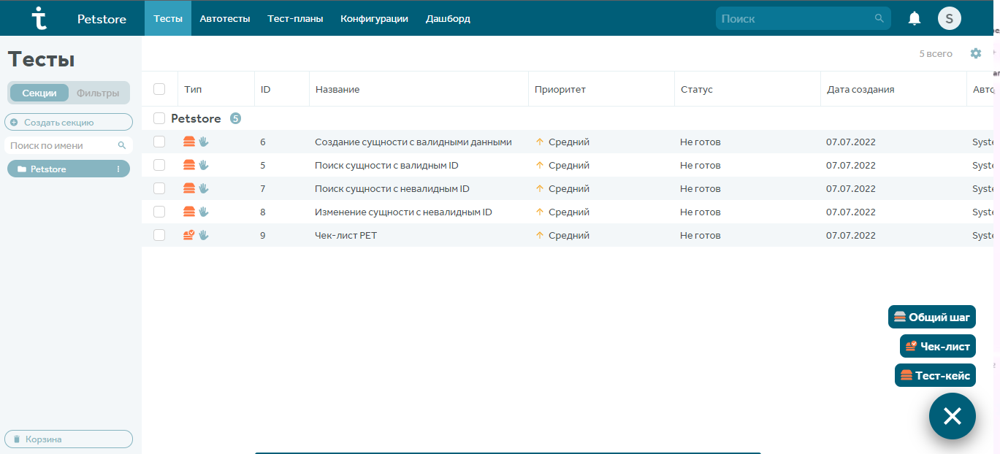 Petstore Тесты Автотесты Тест-планы Конфигурации Дашборд Поиск S
Тесты
5 всего
Секции Фильтры
Создать секцию
Поиск по имени
Petstore
Тип ID Название Приоритет Статус Дата создания Авто
Petstore 5
6 Создание сущности с валидными данными Средний Не готов 07.07.2022 Syste
5 Поиск сущности с валидным ID Средний Не готов 07.07.2022 Syste
7 Поиск сущности с невалидным ID Средний Не готов 07.07.2022 Syste
8 Изменение сущности с невалидным ID Средний Не готов 07.07.2022 Syste
9 Чек-лист PET Средний Не готов 07.07.2022 Syste
Общий шаг
Чек-лист
Тест-кейс
Корзина